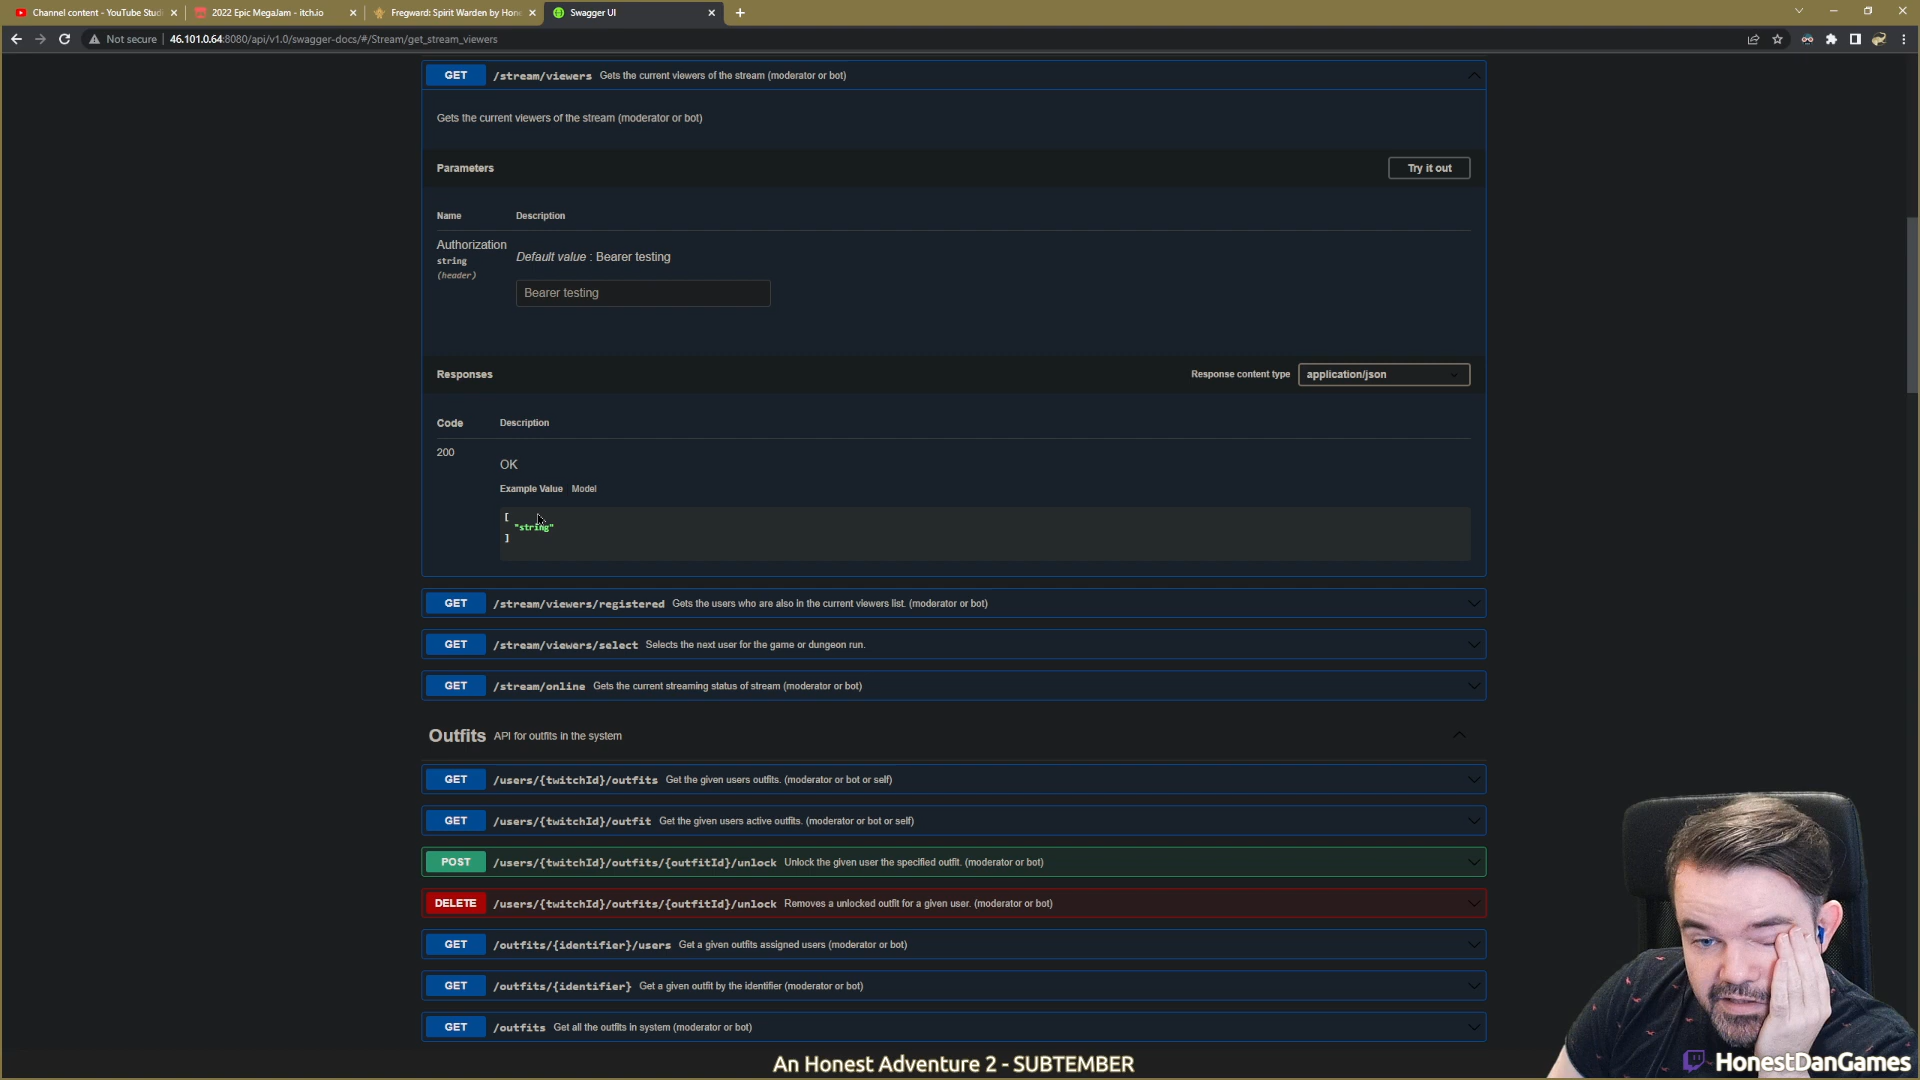 Channel content - YouTube Studi
2022 Epic MegaJam - itch.io
Fregward: Spirit Warden by Hone
Swagger UI
Not secure
46.101.0.64:8080/api/v1.0/swagger-docs/#/Stream/get_stream_viewers
GET /stream/viewers Gets the current viewers of the stream (moderator or bot)
Gets the current viewers of the stream (moderator or bot)
Parameters
Try it out
Name Description
Authorization
string
(header)
Default value : Bearer testing
Bearer testing
Responses
Response content type application/json
Code Description
200
OK
Example Value Model
[
"string"
]
GET /stream/viewers/registered Gets the users who are also in the current viewers list. (moderator or bot)
GET /stream/viewers/select Selects the next user for the game or dungeon run.
GET /stream/online Gets the current streaming status of stream (moderator or bot)
Outfits API for outfits in the system
GET /users/{twitchId}/outfits Get the given users outfits. (moderator or bot or self)
GET /users/{twitchId}/outfit Get the given users active outfits. (moderator or bot or self)
POST /users/{twitchId}/outfits/{outfitId}/unlock Unlock the given user the specified outfit. (moderator or bot)
DELETE /users/{twitchId}/outfits/{outfitId}/unlock Removes a unlocked outfit for a given user. (moderator or bot)
GET /outfits/{identifier}/users Get a given outfits assigned users (moderator or bot)
GET /outfits/{identifier} Get a given outfit by the identifier (moderator or bot)
GET /outfits Get all the outfits in system (moderator or bot)
An Honest Adventure 2 - SUBTEMBER
HonestDanGames